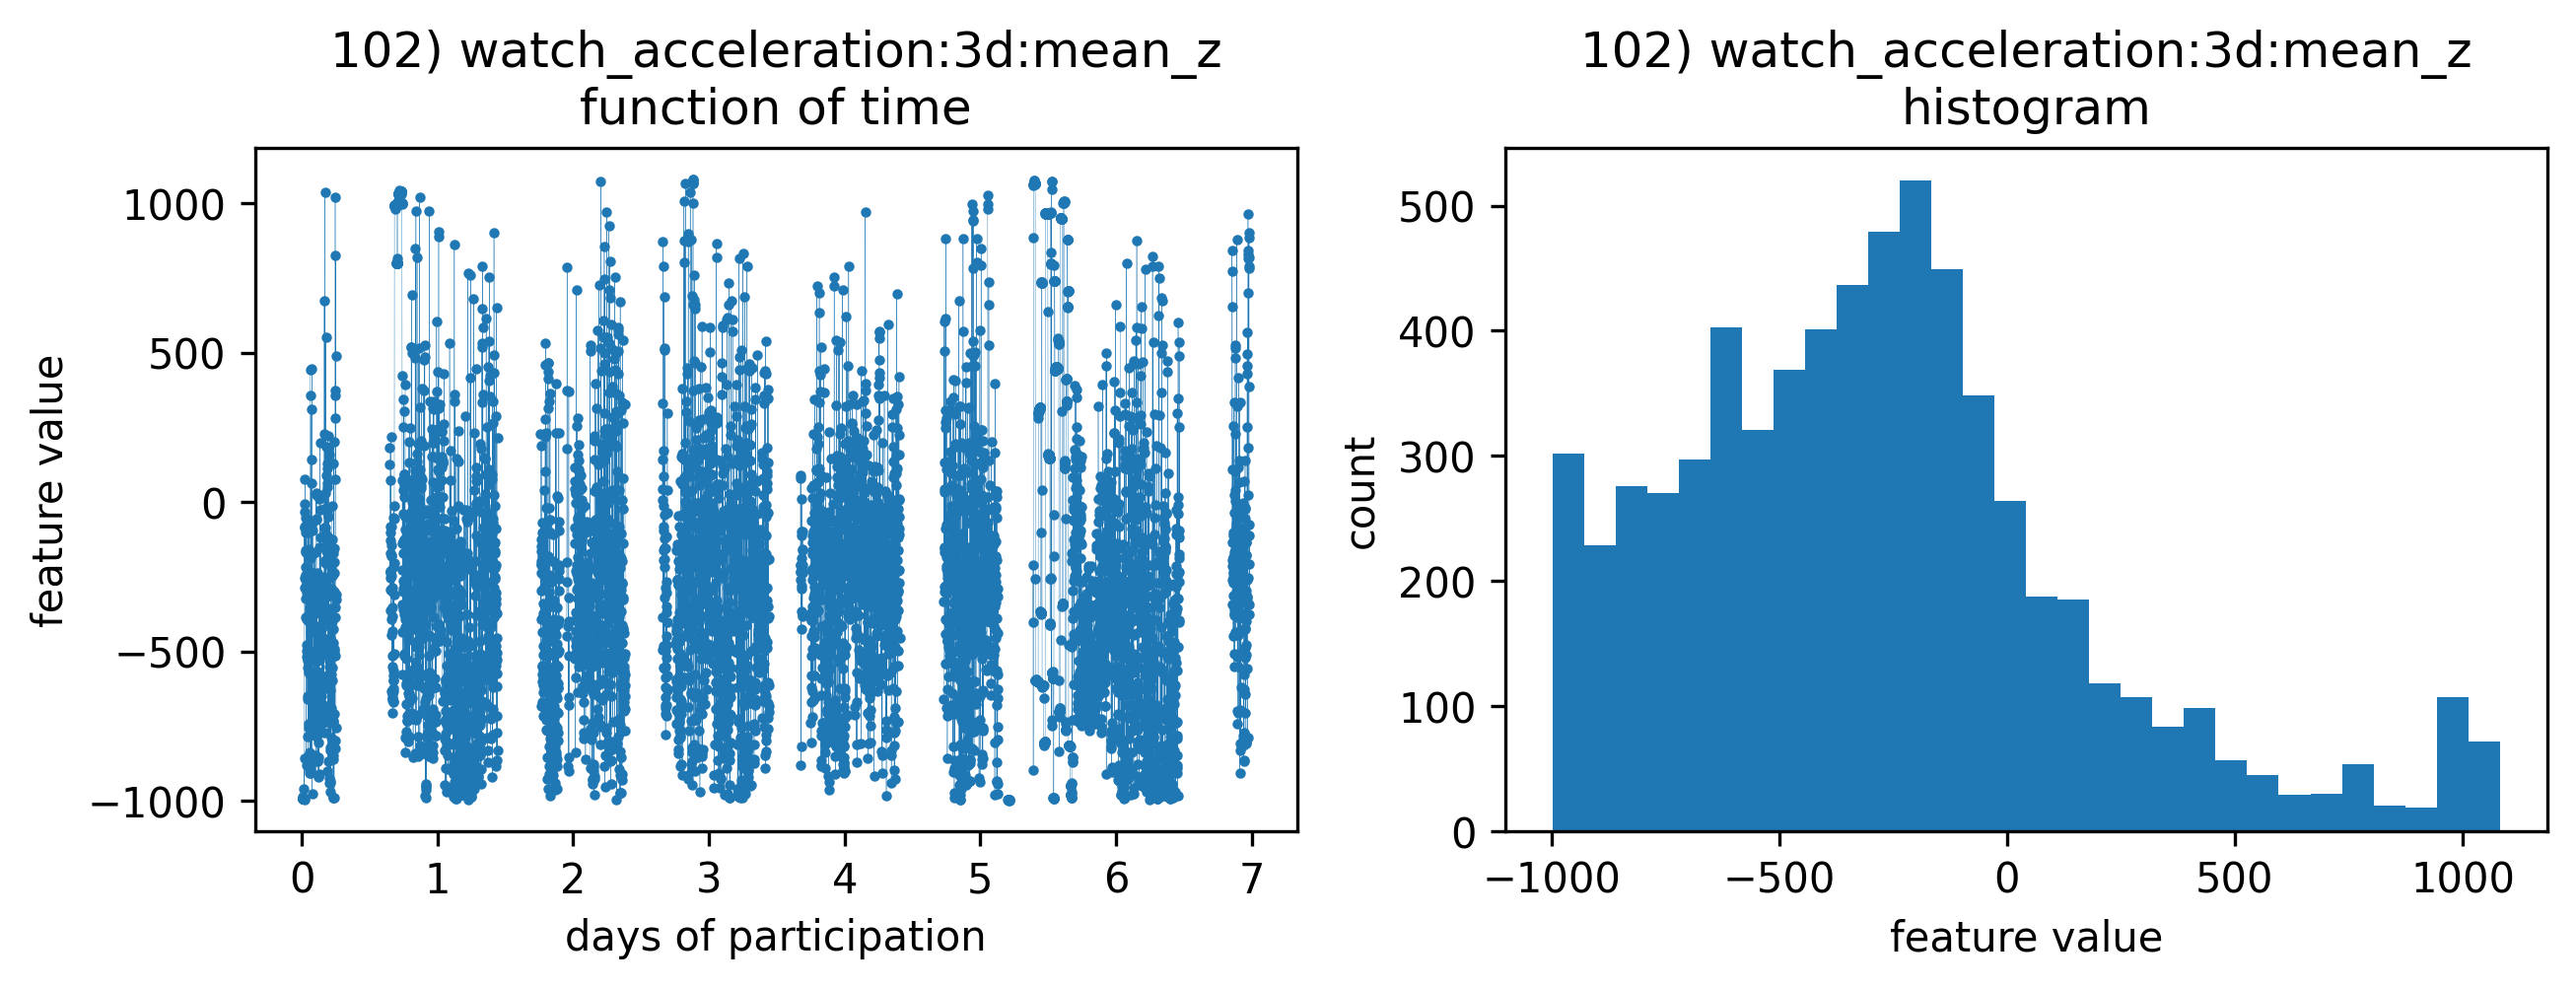 102) watch_acceleration:3d:mean_z
function of time
1000
500
0
−500
−1000
feature value
0 1 2 3 4 5 6 7
days of participation
102) watch_acceleration:3d:mean_z
histogram
500
400
300
200
100
0
count
−1000 −500 0 500 1000
feature value